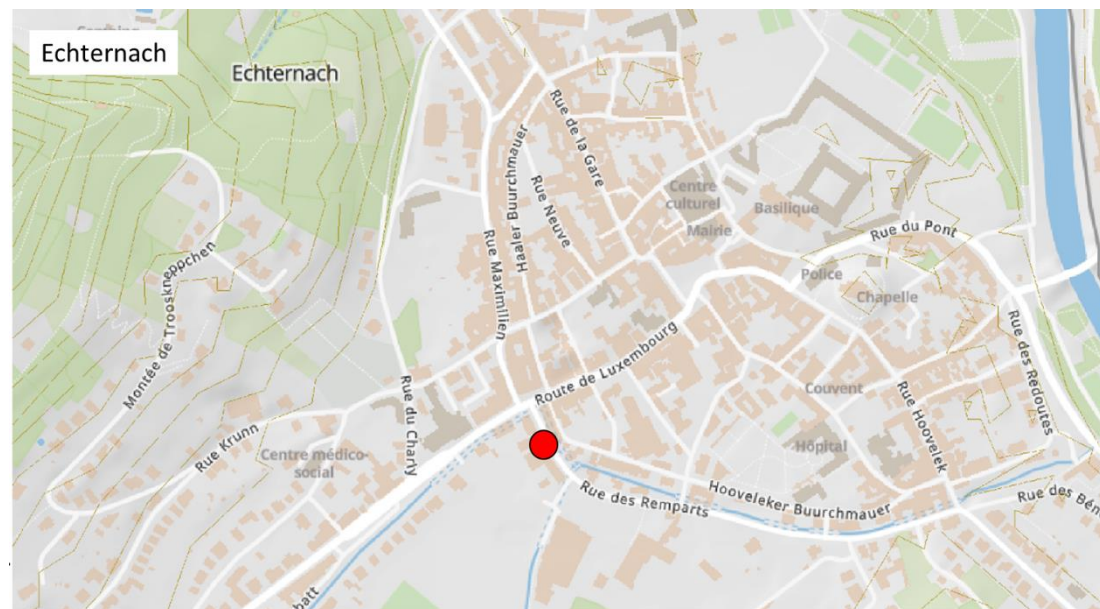 Echternach
Echternach
Rue de la Gare
Haaler Buurchmauer
Rue Neuve
Rue Maximilien
Centre
culturel
Mairie
Basilique
Rue du Pont
Police
Chapelle
Montée de Trooskneppchen
Route de Luxembourg
Rue des Redoutes
Couvent
Rue Hoovelek
Rue du Charly
Rue Krunn
Centre médico-
social
Hôpital
Hooveleker Buurchmauer
Rue des Remparts
Rue des Bén
batt